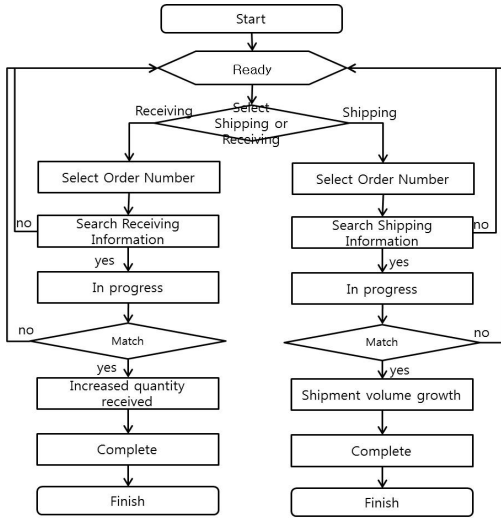 Start
Ready
Receiving
Select
Shipping or
Receiving
Shipping
Select Order Number
Select Order Number
no
Search Receiving
Information
Search Shipping
Information
no
yes
yes
In progress
In progress
no
Match
Match
no
yes
yes
Increased quantity
received
Shipment volume growth
Complete
Complete
Finish
Finish